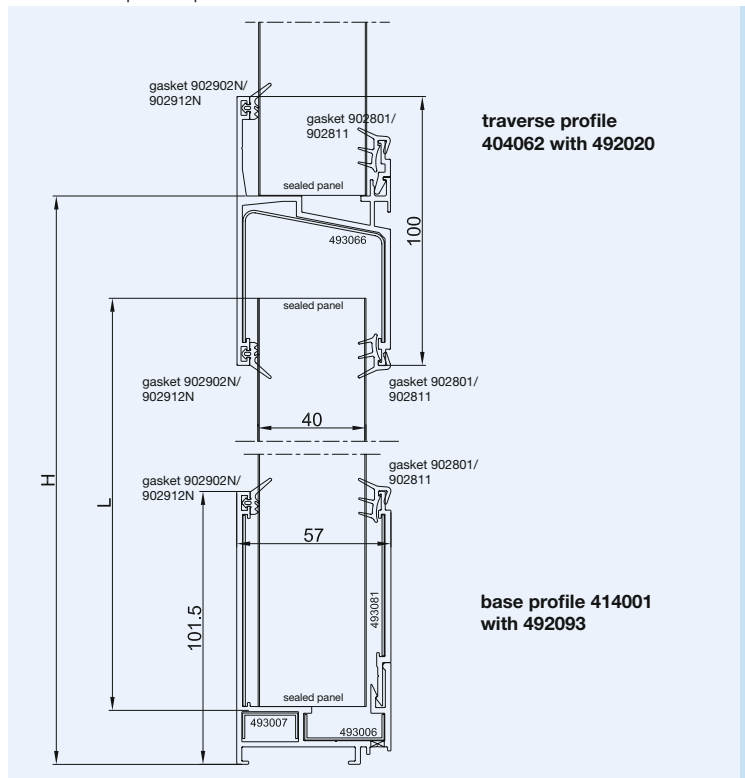 gasket 902902N/
902912N
gasket 902801/
902811
traverse profile
404062 with 492020
sealed panel
493066
100
sealed panel
gasket 902902N/
902912N
gasket 902801/
902811
40
gasket 902902N/
902912N
gasket 902801/
902811
H
L
57
101.5
493081
base profile 414001
with 492093
sealed panel
493007
493006